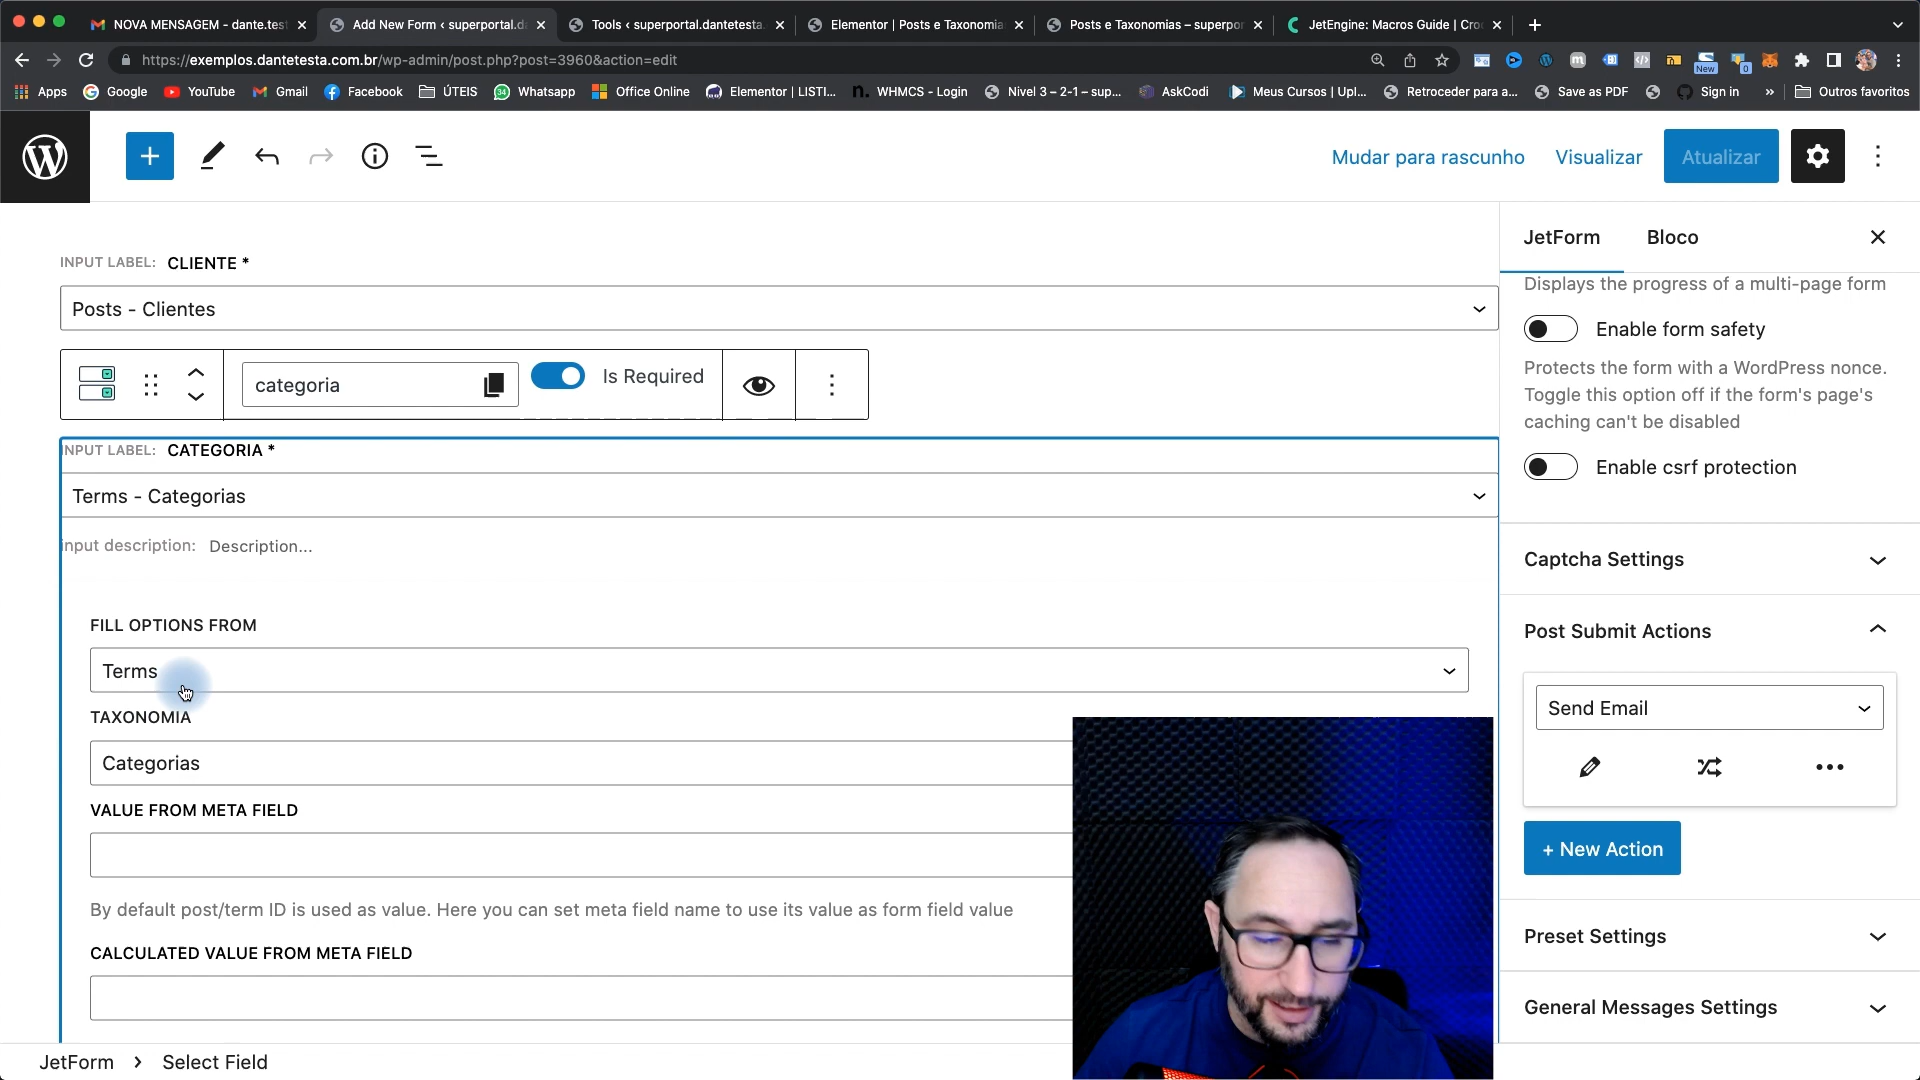 NOVA MENSAGEM - dante.tes
Add New Form ‹ superportal.d
Tools ‹ superportal.dantetesta.
Elementor | Posts e Taxonomia
Posts e Taxonomias – superpor
JetEngine: Macros Guide | Cro
https://exemplos.dantetesta.com.br/wp-admin/post.php?post=3960&action=edit
New
0
Apps
Google
YouTube
Gmail
Facebook
ÚTEIS
Whatsapp
Office Online
Elementor | LISTI...
WHMCS - Login
Nivel 3 – 2-1 – sup...
AskCodi
Meus Cursos | Upl...
Retroceder para a...
Save as PDF
Sign in
»
Outros favoritos
Mudar para rascunho
Visualizar
Atualizar
INPUT LABEL: CLIENTE *
Posts - Clientes
categoria
Is Required
INPUT LABEL: CATEGORIA *
Terms - Categorias
input description: Description...
FILL OPTIONS FROM
Terms
TAXONOMIA
Categorias
VALUE FROM META FIELD
By default post/term ID is used as value. Here you can set meta field name to use its value as form field value
CALCULATED VALUE FROM META FIELD
JetForm
Bloco
Displays the progress of a multi-page form
Enable form safety
Protects the form with a WordPress nonce.
Toggle this option off if the form's page's
caching can't be disabled
Enable csrf protection
Captcha Settings
Post Submit Actions
Send Email
+ New Action
Preset Settings
General Messages Settings
JetForm › Select Field